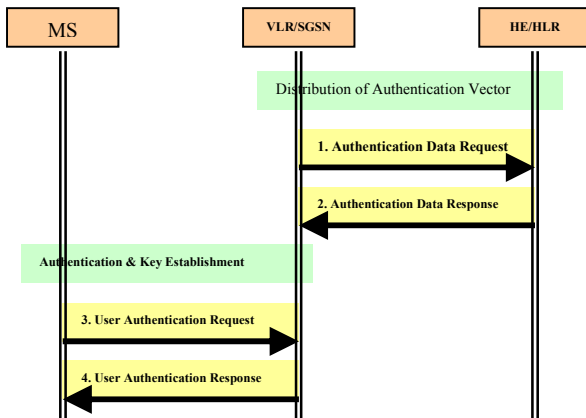 MS
VLR/SGSN
HE/HLR
Distribution of Authentication Vector
1. Authentication Data Request
2. Authentication Data Response
Authentication & Key Establishment
3. User Authentication Request
4. User Authentication Response